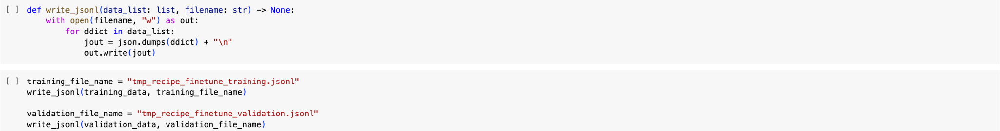 [ ] def write_jsonl(data_list: list, filename: str) -> None:
    with open(filename, "w") as out:
        for ddict in data_list:
            jout = json.dumps(ddict) + "\n"
            out.write(jout)
[ ] training_file_name = "tmp_recipe_finetune_training.jsonl"
write_jsonl(training_data, training_file_name)
validation_file_name = "tmp_recipe_finetune_validation.jsonl"
write_jsonl(validation_data, validation_file_name)